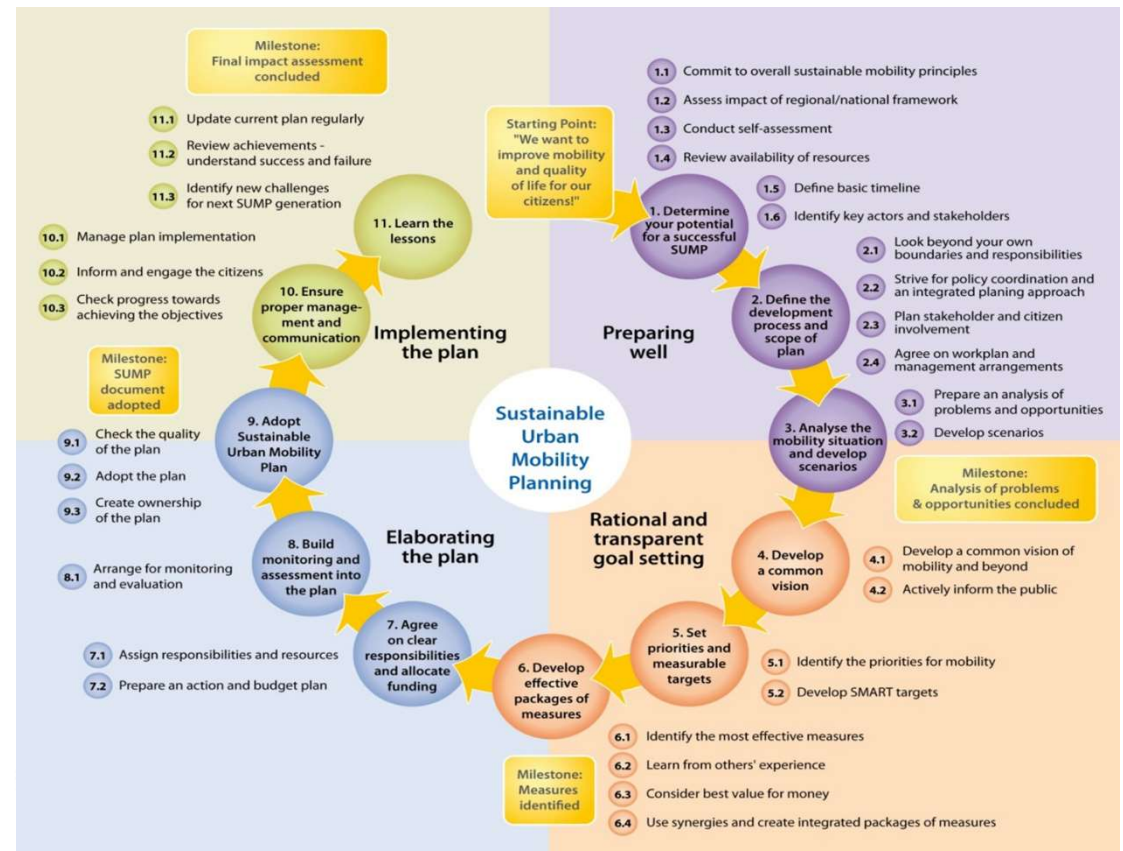 Sustainable
Urban
Mobility
Planning
Starting Point:
"We want to
improve mobility
and quality
of life for our
citizens!"
Preparing
well
1. Determine
your potential
for a successful
SUMP
1.1 Commit to overall sustainable mobility principles
1.2 Assess impact of regional/national framework
1.3 Conduct self-assessment
1.4 Review availability of resources
1.5 Define basic timeline
1.6 Identify key actors and stakeholders
2. Define the
development
process and
scope of
plan
2.1 Look beyond your own
boundaries and responsibilities
2.2 Strive for policy coordination and
an integrated planing approach
2.3 Plan stakeholder and citizen
involvement
2.4 Agree on workplan and
management arrangements
3. Analyse the
mobility situation
and develop
scenarios
3.1 Prepare an analysis of
problems and opportunities
3.2 Develop scenarios
Milestone:
Analysis of problems
& opportunities concluded
Rational and
transparent
goal setting
4. Develop
a common
vision
4.1 Develop a common vision of
mobility and beyond
4.2 Actively inform the public
5. Set
priorities and
measurable
targets
5.1 Identify the priorities for mobility
5.2 Develop SMART targets
6. Develop
effective
packages of
measures
6.1 Identify the most effective measures
6.2 Learn from others' experience
6.3 Consider best value for money
6.4 Use synergies and create integrated packages of measures
Milestone:
Measures
identified
Elaborating
the plan
7. Agree
on clear
responsibilities
and allocate
funding
7.1 Assign responsibilities and resources
7.2 Prepare an action and budget plan
8. Build
monitoring and
assessment into
the plan
8.1 Arrange for monitoring
and evaluation
9. Adopt
Sustainable
Urban Mobility
Plan
9.1 Check the quality
of the plan
9.2 Adopt the plan
9.3 Create ownership
of the plan
Milestone:
SUMP
document
adopted
Implementing
the plan
10. Ensure
proper manage-
ment and
communication
10.1 Manage plan implementation
10.2 Inform and engage the citizens
10.3 Check progress towards
achieving the objectives
11. Learn the
lessons
11.1 Update current plan regularly
11.2 Review achievements -
understand success and failure
11.3 Identify new challenges
for next SUMP generation
Milestone:
Final impact assessment
concluded